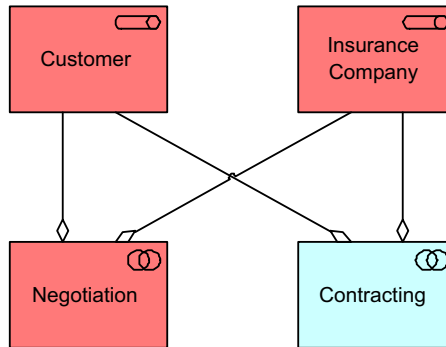 Customer
Insurance
Company
Negotiation
Contracting